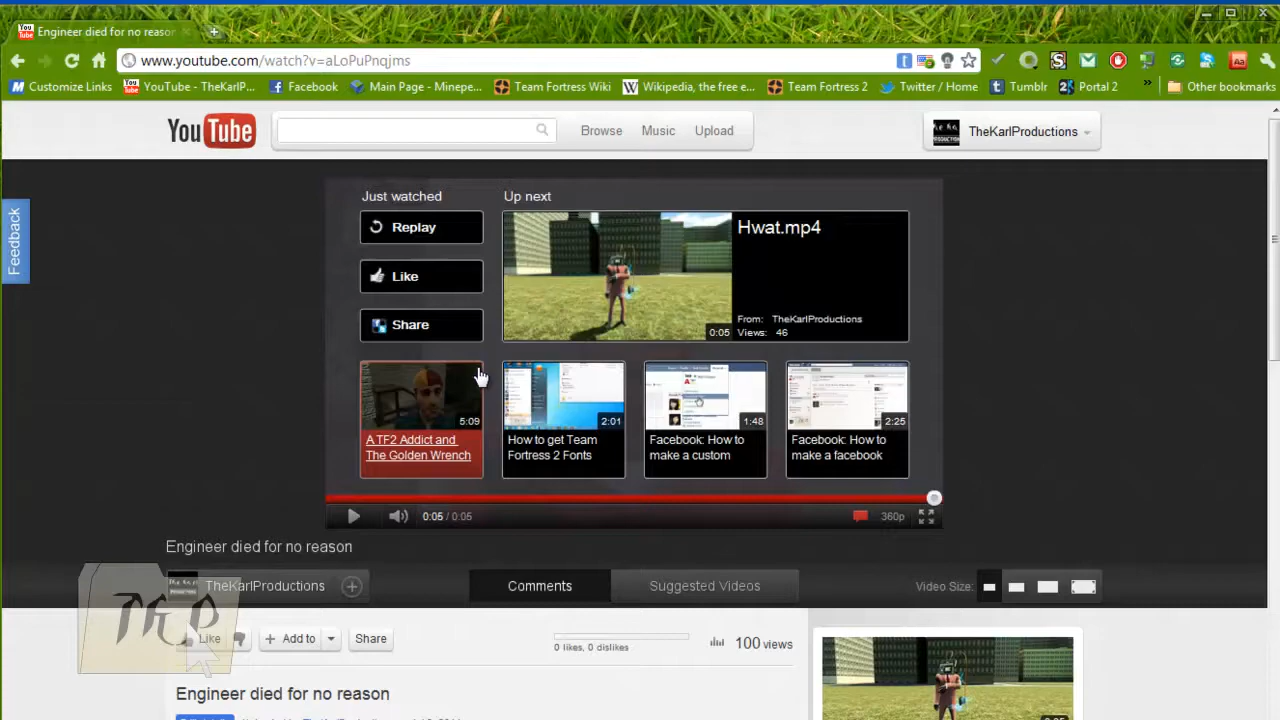 Engineer died for no reason
www.youtube.com/watch?v=aLoPuPnqjms
Customize Links
YouTube - TheKarlP...
Facebook
Main Page - Minepe...
Team Fortress Wiki
Wikipedia, the free e...
Team Fortress 2
Twitter / Home
Tumblr
Portal 2
»
Other bookmarks
YouTube
Browse
Music
Upload
TheKarlProductions
Feedback
Just watched
Up next
Replay
Like
Share
Hwat.mp4
From: TheKarlProductions
Views: 46
0:05
5:09
A TF2 Addict and
The Golden Wrench
2:01
How to get Team
Fortress 2 Fonts
1:48
Facebook: How to
make a custom
2:25
Facebook: How to
make a facebook
0:05 / 0:05
360p
Engineer died for no reason
TheKarlProductions
Comments
Suggested Videos
Video Size:
TKP
Like
Add to
Share
0 likes, 0 dislikes
100 views
Engineer died for no reason